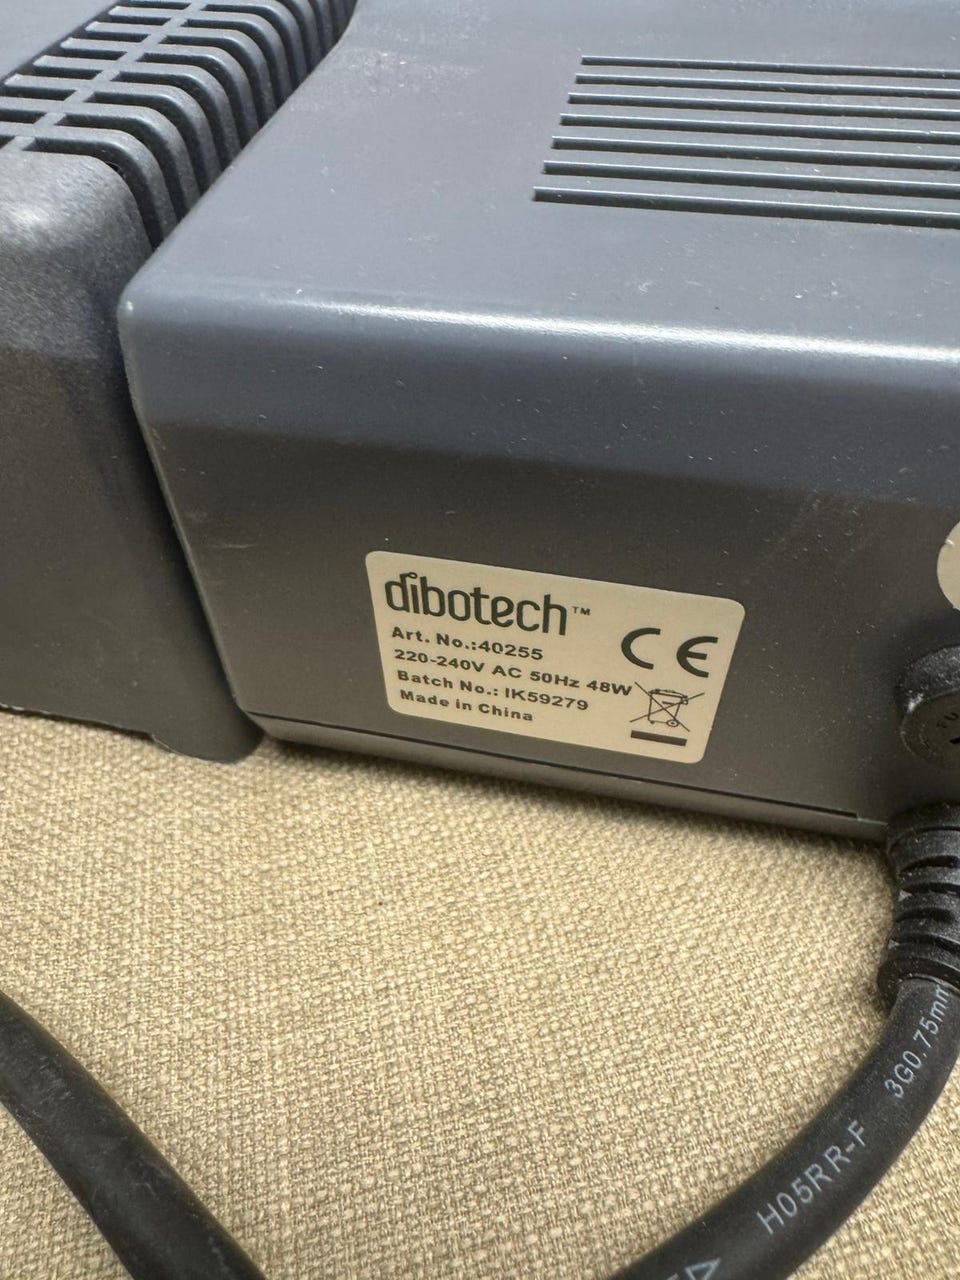 dibotech™
Art. No.:40255
220-240V AC 50Hz 48W
Batch No.: IK59279
Made in China
CE
3G0.75mm
H05RR-F